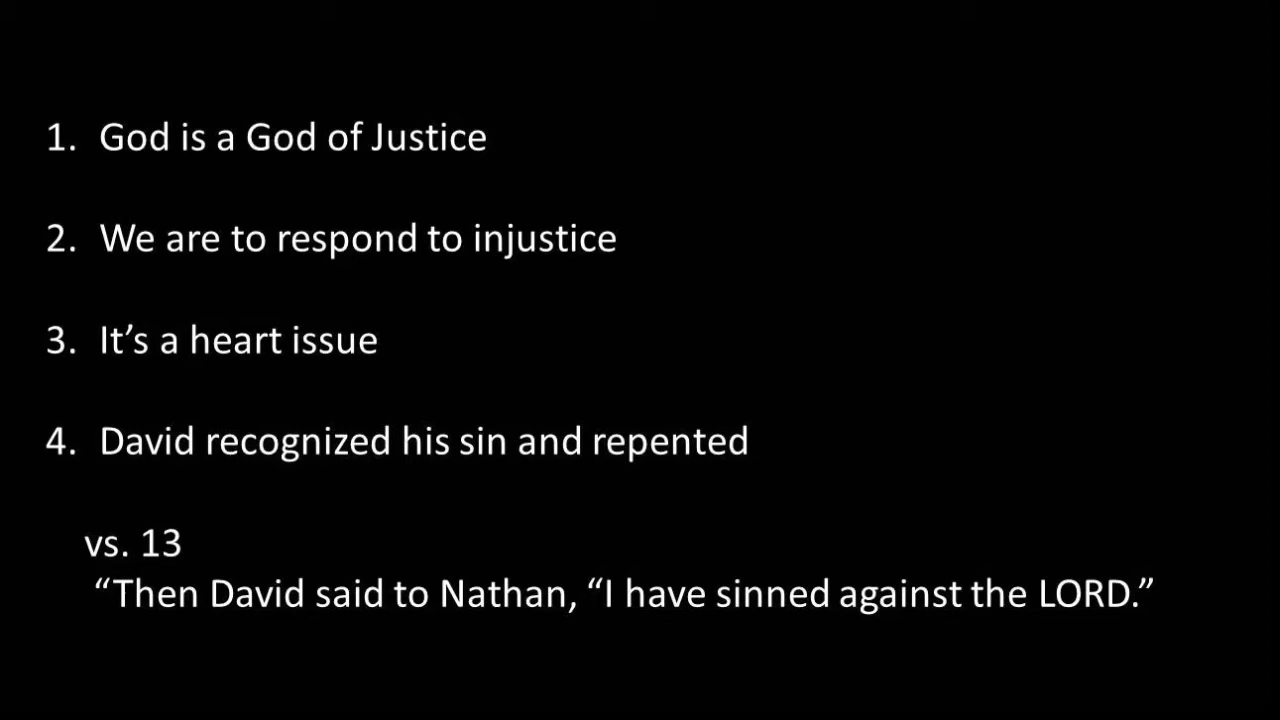 1. God is a God of Justice
2. We are to respond to injustice
3. It’s a heart issue
4. David recognized his sin and repented
vs. 13
“Then David said to Nathan, “I have sinned against the LORD.”